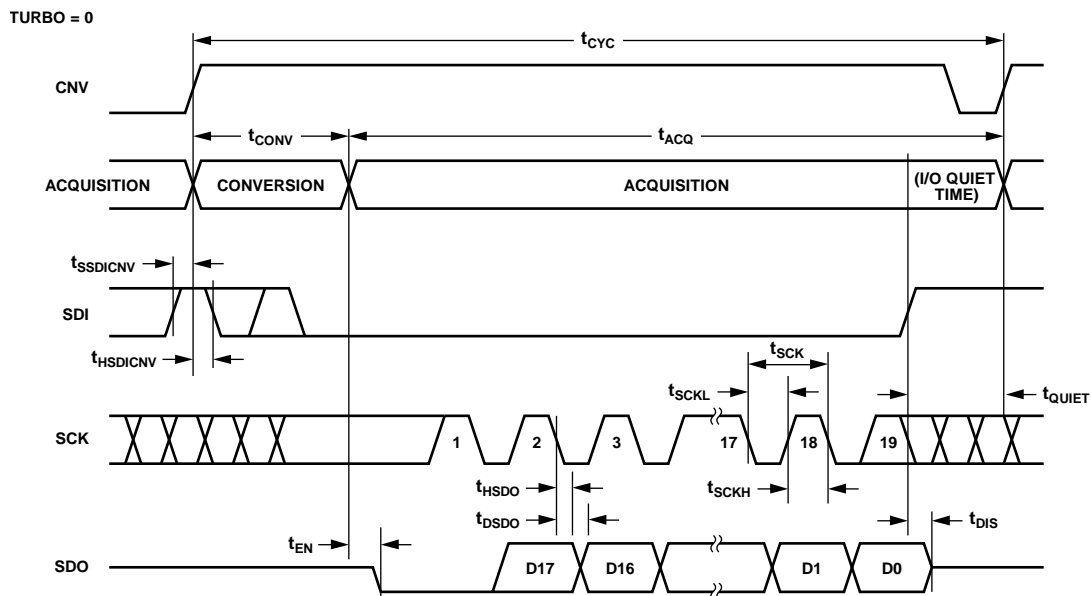 TURBO = 0
tCYC
CNV
tCONV
tACQ
ACQUISITION
CONVERSION
ACQUISITION
(I/O QUIET
TIME)
tSSDICNV
SDI
tHSDICNV
tSCK
tSCKL
tQUIET
SCK
1
2
3
17
18
19
tHSDO
tSCKH
tDSDO
tDIS
tEN
SDO
D17
D16
D1
D0